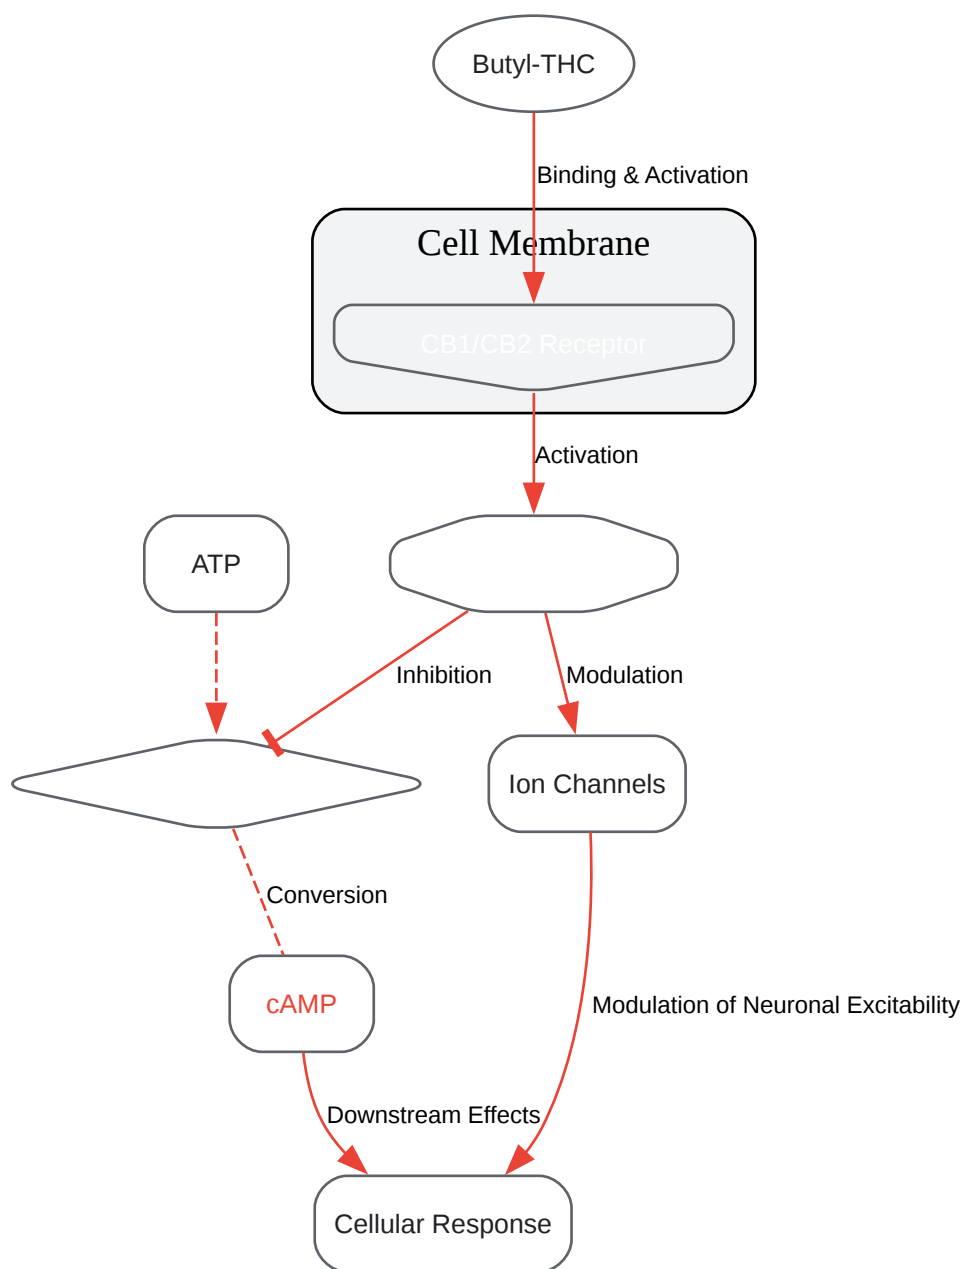 Butyl-THC
Binding & Activation
Cell Membrane
CB1/CB2 Receptor
Activation
ATP
Inhibition
Modulation
Ion Channels
Conversion
cAMP
Modulation of Neuronal Excitability
Downstream Effects
Cellular Response